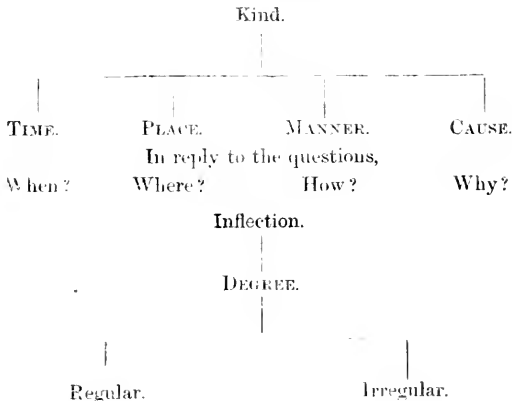 Kind.
TIME. PLACE. MANNER. CAUSE.
In reply to the questions,
When? Where? How? Why?
Inflection.
DEGREE.
Regular. Irregular.